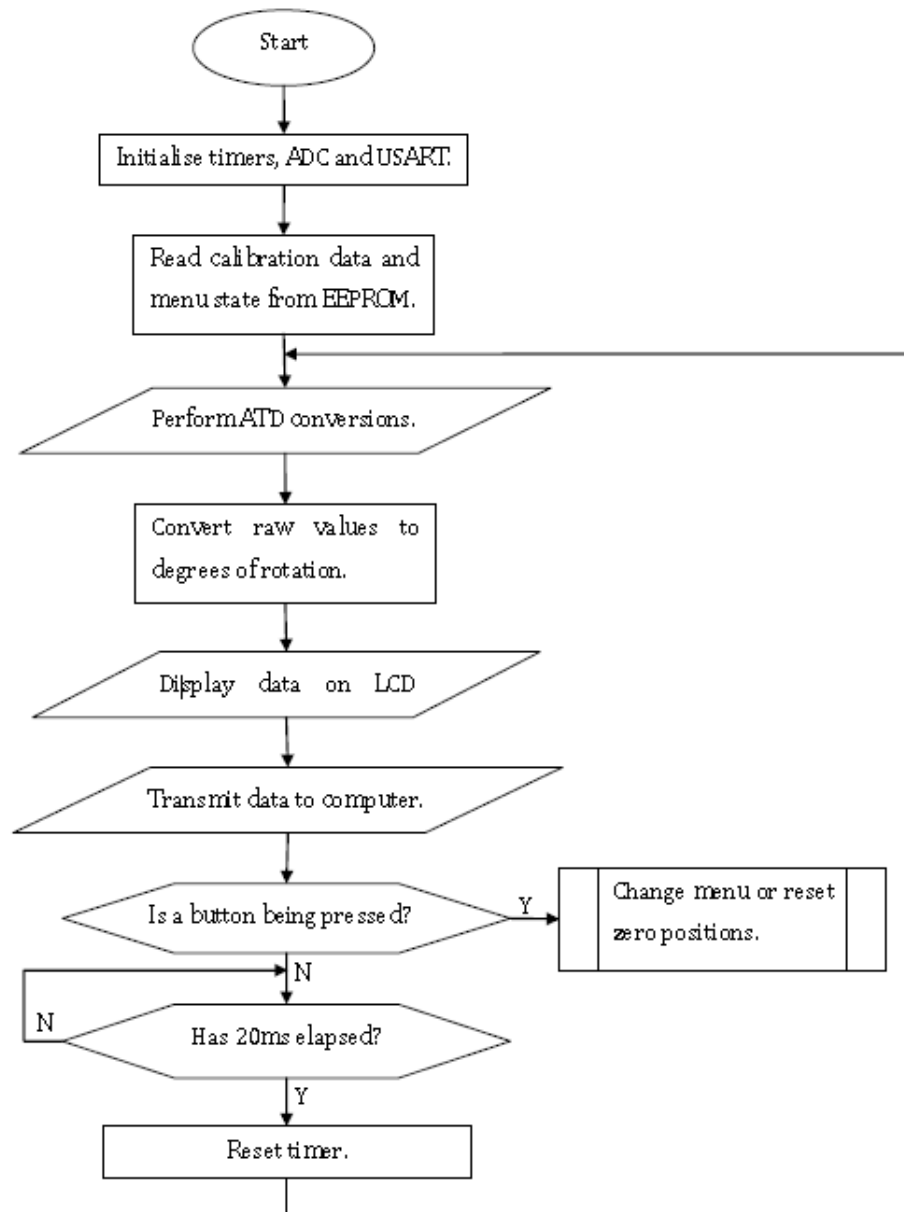 Start
Initialise timers, ADC and USART.
Read calibration data and
menu state from EEPROM.
Perform ATD conversions.
Convert raw values to
degrees of rotation.
Display data on LCD
Transmit data to computer.
Is a button being pressed?
Y
Change menu or reset
zero positions.
N
N
Has 20ms elapsed?
Y
Reset timer.